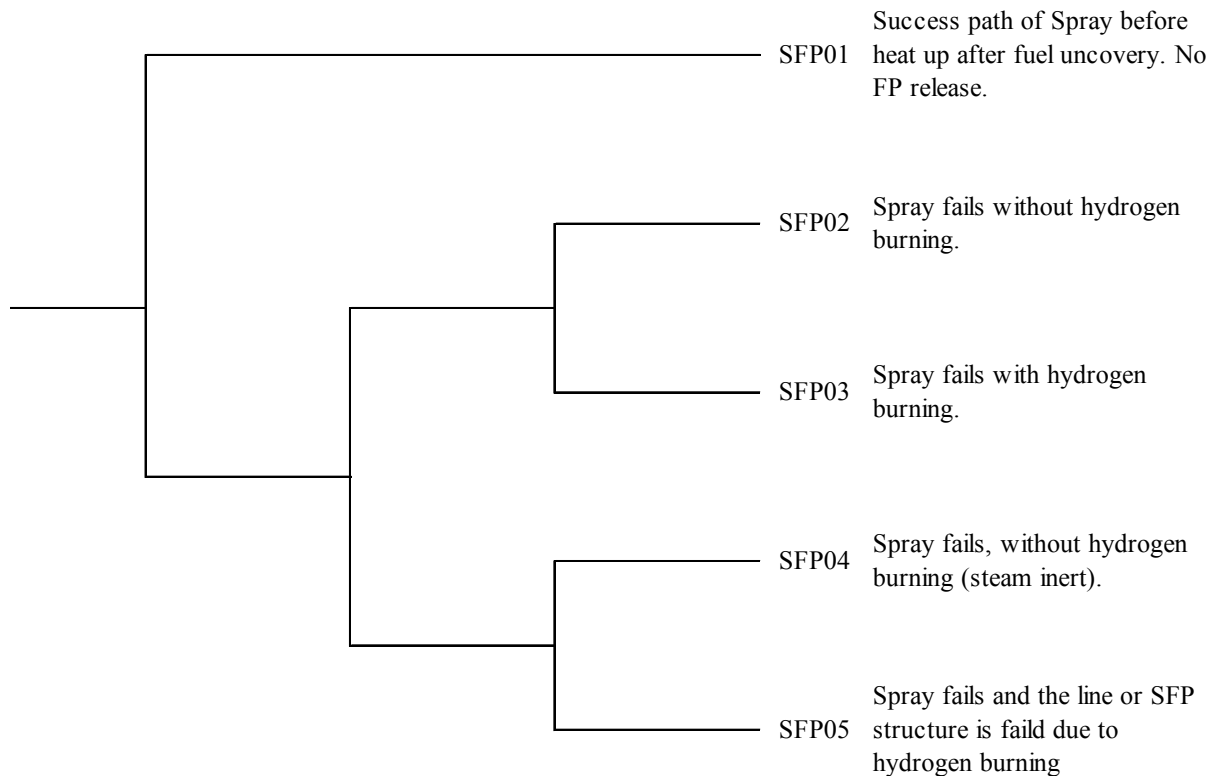 Success path of Spray before
SFP01 heat up after fuel uncovery. No
FP release.
SFP02 Spray fails without hydrogen
burning.
SFP03 Spray fails with hydrogen
burning.
SFP04 Spray fails, without hydrogen
burning (steam inert).
Spray fails and the line or SFP
SFP05 structure is faild due to
hydrogen burning